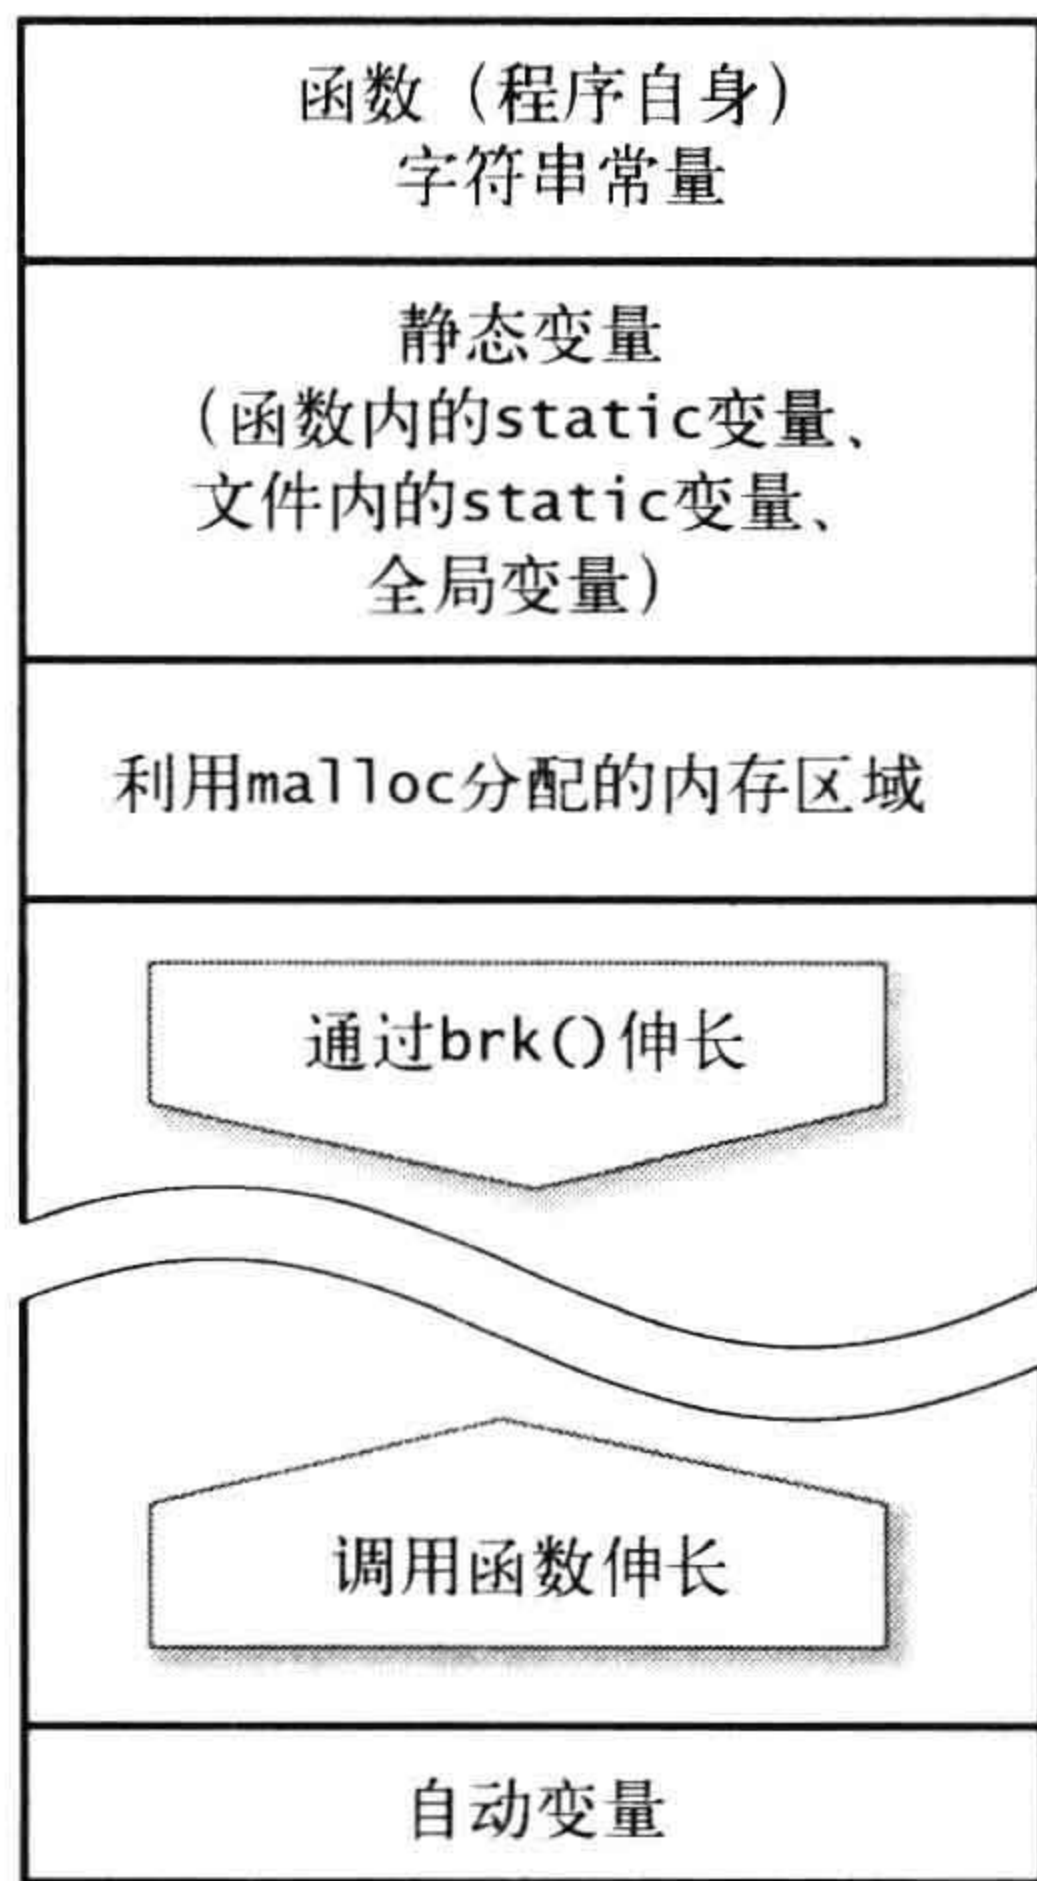 函数（程序自身）
字符串常量
静态变量
（函数内的static变量、
文件内的static变量、
全局变量）
利用malloc分配的内存区域
通过brk()伸长
调用函数伸长
自动变量